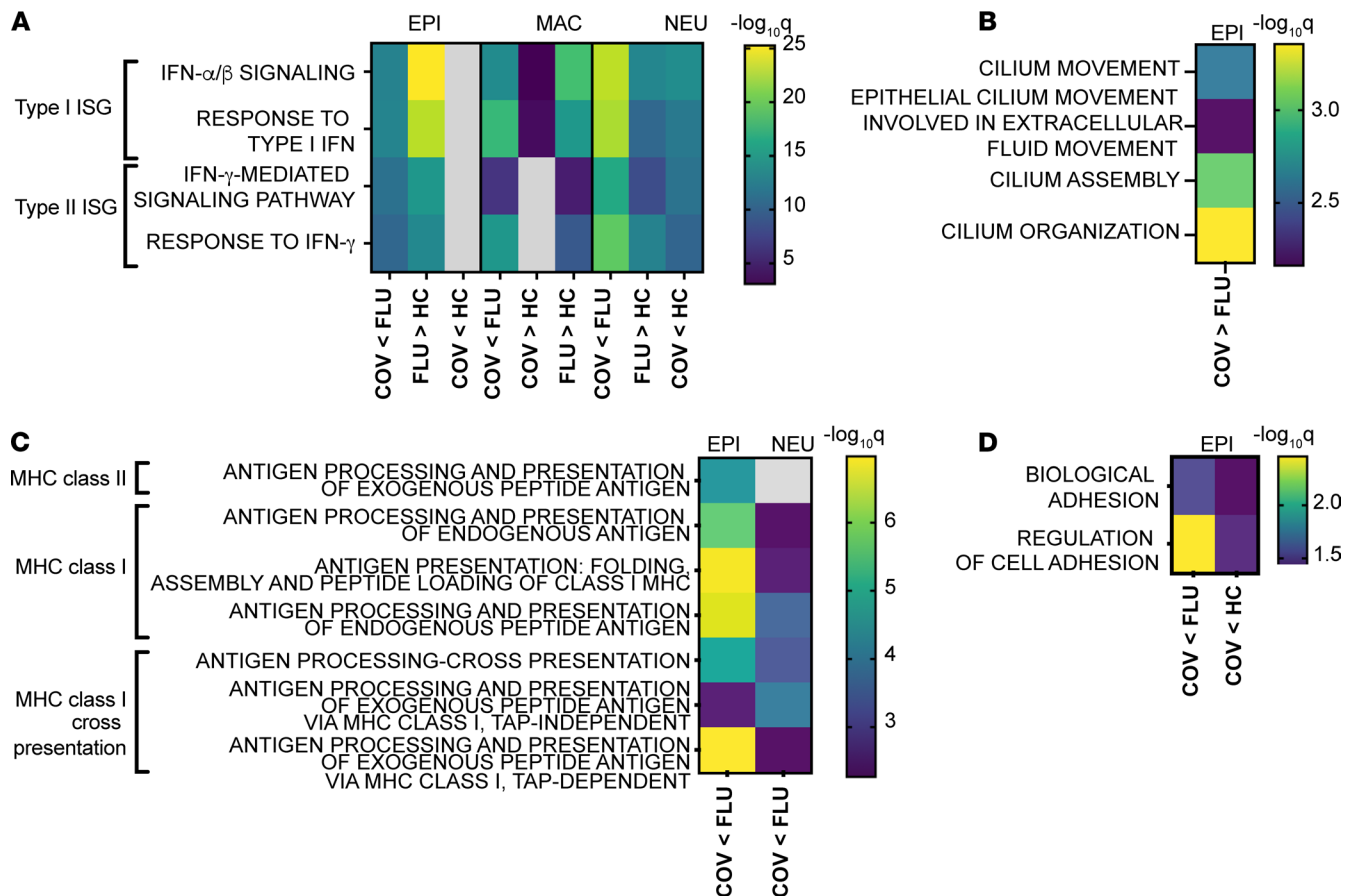 A
EPI
MAC
NEU
-log10q
Type I ISG
IFN-α/β SIGNALING
RESPONSE TO
TYPE I IFN
Type II ISG
IFN-γ-MEDIATED
SIGNALING PATHWAY
RESPONSE TO IFN-γ
25
20
15
10
5
COV < FLU
FLU > HC
COV < HC
COV < FLU
COV > HC
FLU > HC
COV < FLU
FLU > HC
COV < HC
B
EPI
-log10q
CILIUM MOVEMENT
EPITHELIAL CILIUM MOVEMENT
INVOLVED IN EXTRACELLULAR
FLUID MOVEMENT
CILIUM ASSEMBLY
CILIUM ORGANIZATION
3.0
2.5
COV > FLU
C
EPI
NEU
-log10q
MHC class II
ANTIGEN PROCESSING AND PRESENTATION
OF EXOGENOUS PEPTIDE ANTIGEN
MHC class I
ANTIGEN PROCESSING AND PRESENTATION
OF ENDOGENOUS ANTIGEN
ANTIGEN PRESENTATION: FOLDING,
ASSEMBLY AND PEPTIDE LOADING OF CLASS I MHC
ANTIGEN PROCESSING AND PRESENTATION
OF ENDOGENOUS PEPTIDE ANTIGEN
MHC class I
cross
presentation
ANTIGEN PROCESSING-CROSS PRESENTATION
ANTIGEN PROCESSING AND PRESENTATION
OF EXOGENOUS PEPTIDE ANTIGEN
VIA MHC CLASS I, TAP-INDEPENDENT
ANTIGEN PROCESSING AND PRESENTATION
OF EXOGENOUS PEPTIDE ANTIGEN
VIA MHC CLASS I, TAP-DEPENDENT
6
5
4
3
COV < FLU
COV < FLU
D
EPI
-log10q
BIOLOGICAL
ADHESION
REGULATION
OF CELL ADHESION
2.0
1.5
COV < FLU
COV < HC